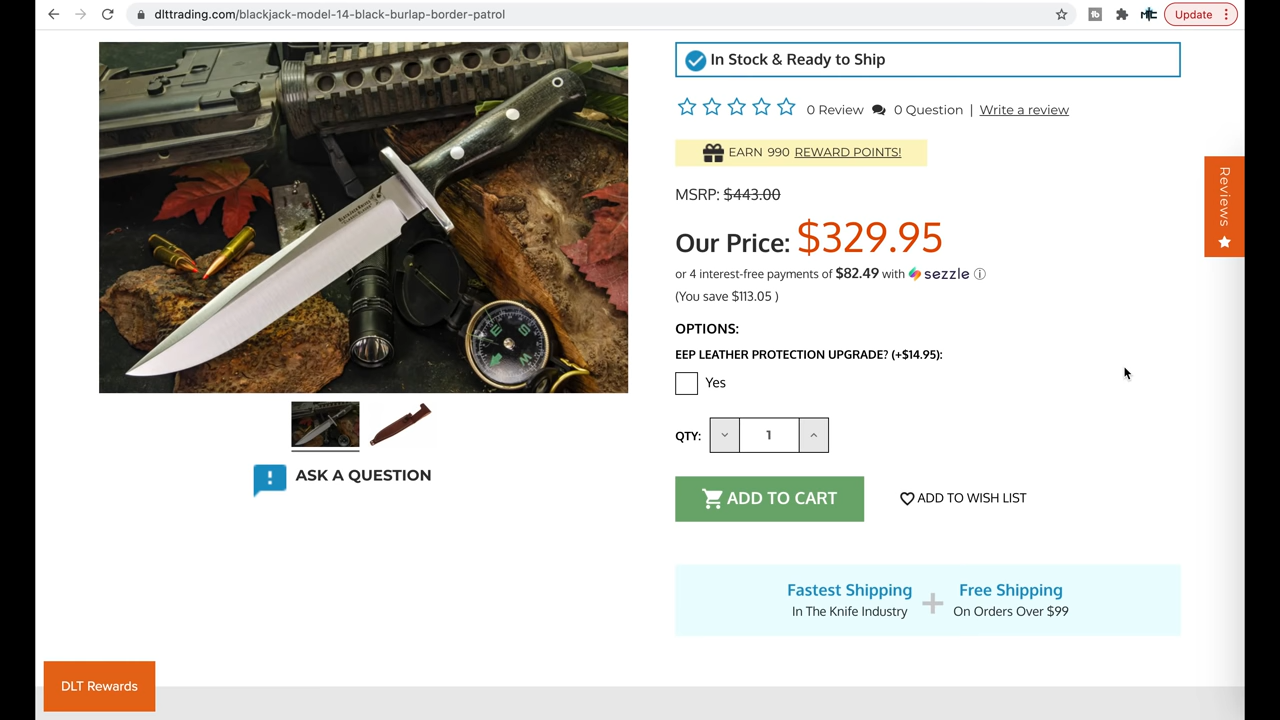 dlttrading.com/blackjack-model-14-black-burlap-border-patrol
Update
In Stock & Ready to Ship
0 Review 0 Question | Write a review
EARN 990 REWARD POINTS!
Reviews
MSRP: $443.00
Our Price: $329.95
or 4 interest-free payments of $82.49 with sezzle
(You save $113.05 )
OPTIONS:
EEP LEATHER PROTECTION UPGRADE? (+$14.95):
Yes
QTY: 1
ASK A QUESTION
ADD TO CART
ADD TO WISH LIST
Fastest Shipping + Free Shipping
In The Knife Industry On Orders Over $99
DLT Rewards